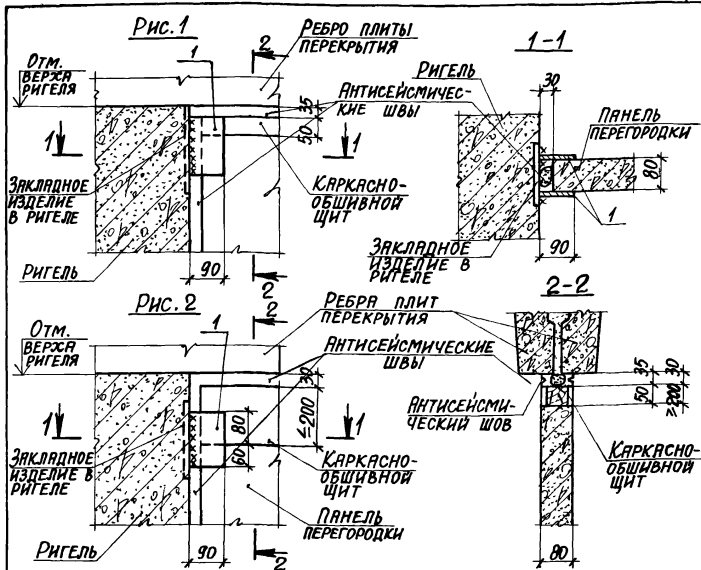 Рис. 1
2
Ребро плиты
перекрытия
1
Отм.
верха
ригеля
Антисейсмичес-
кие швы
35
50
1
1
Закладное
изделие
в ригеле
Каркасно-
обшивной
щит
Ригель
90
2
1-1
Ригель
30
Панель
перегородки
80
1
Закладное
изделие в
ригеле
90
Рис. 2
2
Ребра плит
перекрытия
1
Отм.
верха
ригеля
Антисейсмические
швы
30
≤200
80
60
1
1
Закладное
изделие в
ригеле
Каркасно-
обшивной
щит
Панель
перегородки
Ригель
90
2
2-2
35
30
50
≥200
Антисейсми-
ческий шов
Каркасно-
обшивной
щит
80